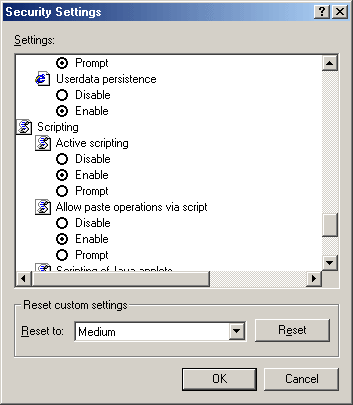 Security Settings
Settings:
Prompt
Userdata persistence
Disable
Enable
Scripting
Active scripting
Disable
Enable
Prompt
Allow paste operations via script
Disable
Enable
Prompt
Scripting of Java applets
Reset custom settings
Reset to:
Medium
Reset
OK
Cancel